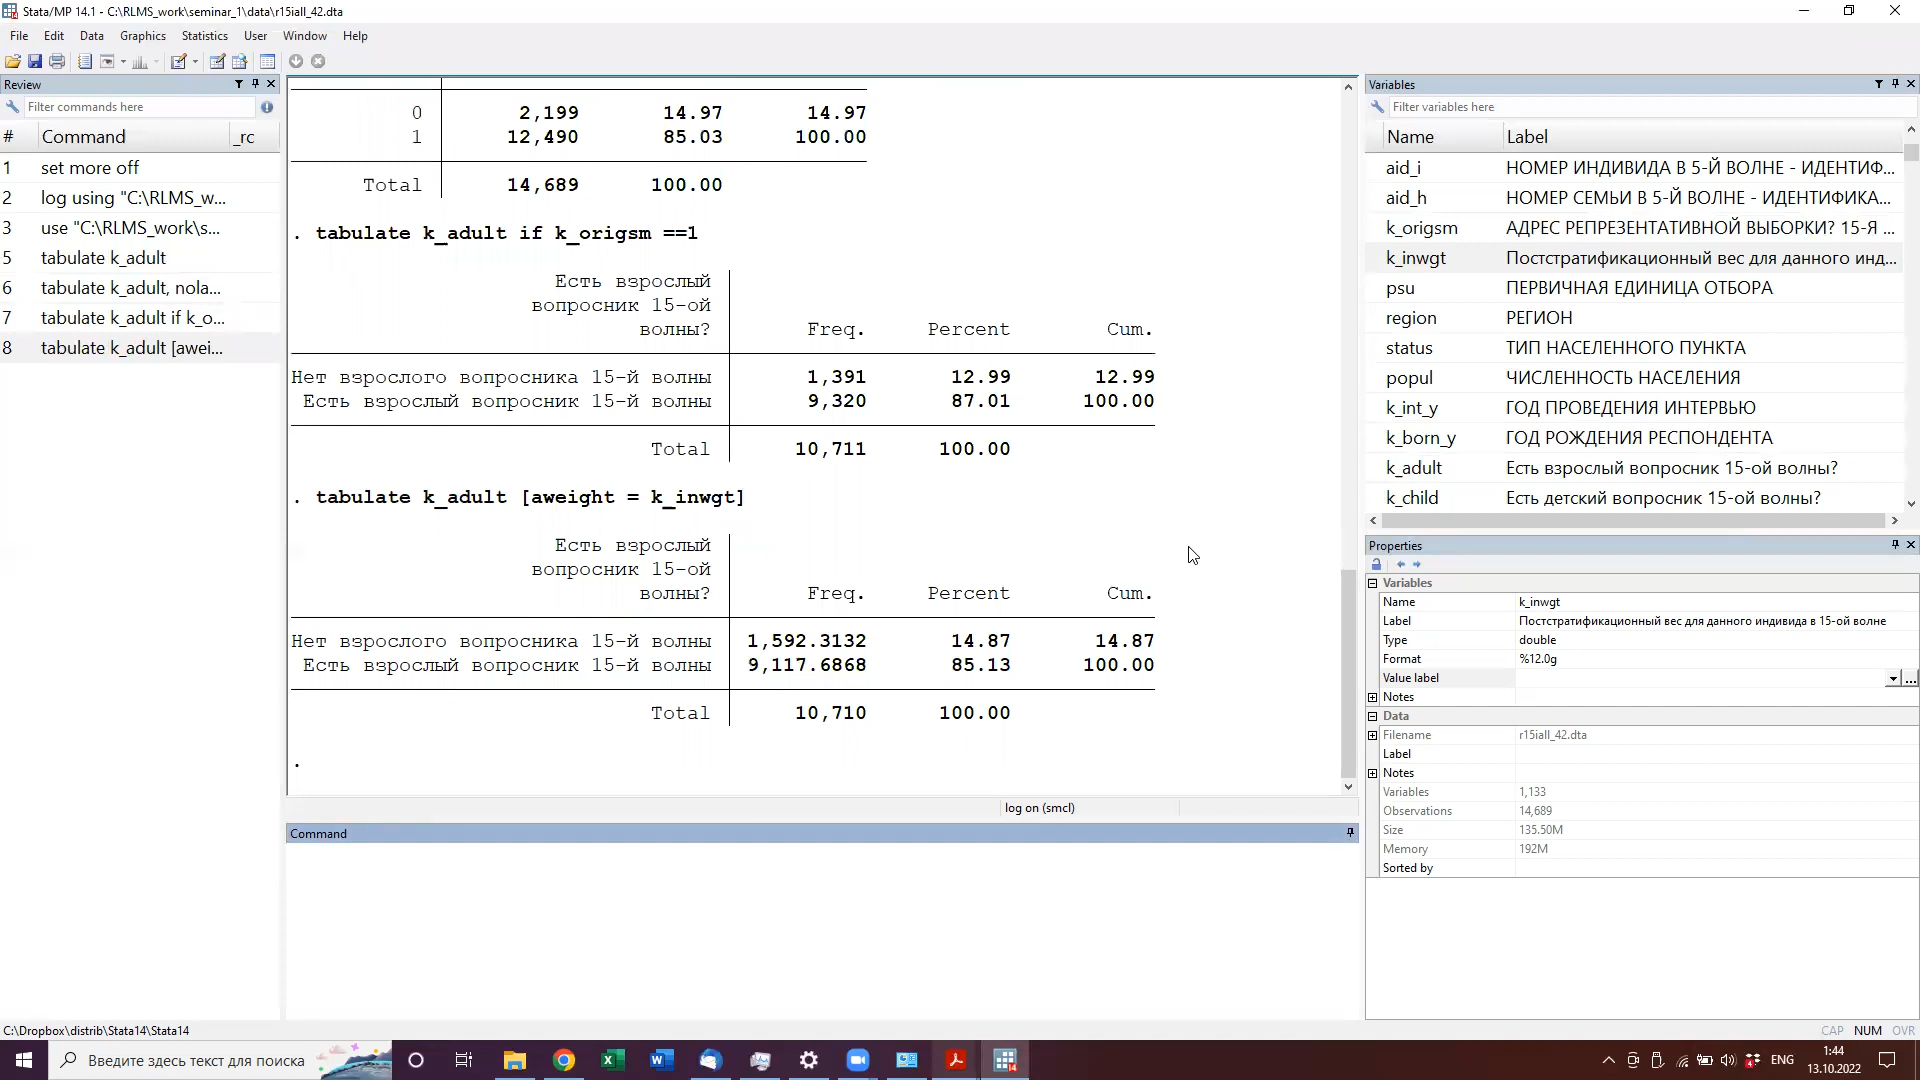 Stata/MP 14.1 - C:\RLMS_work\seminar_1\data\r15iall_42.dta
File Edit Data Graphics Statistics User Window Help
Review
Filter commands here
# Command _rc
1 set more off
2 log using "C:\RLMS_w...
3 use "C:\RLMS_work\s...
5 tabulate k_adult
6 tabulate k_adult, nola...
7 tabulate k_adult if k_o...
8 tabulate k_adult [awei...
0 2,199 14.97 14.97
1 12,490 85.03 100.00
Total 14,689 100.00
. tabulate k_adult if k_origsm ==1
Есть взрослый
вопросник 15-ой
волны? Freq. Percent Cum.
Нет взрослого вопросника 15-й волны 1,391 12.99 12.99
Есть взрослый вопросник 15-й волны 9,320 87.01 100.00
Total 10,711 100.00
. tabulate k_adult [aweight = k_inwgt]
Есть взрослый
вопросник 15-ой
волны? Freq. Percent Cum.
Нет взрослого вопросника 15-й волны 1,592.3132 14.87 14.87
Есть взрослый вопросник 15-й волны 9,117.6868 85.13 100.00
Total 10,710 100.00
.
log on (smcl)
Command
Variables
Filter variables here
Name Label
aid_i НОМЕР ИНДИВИДА В 5-Й ВОЛНЕ - ИДЕНТИФ...
aid_h НОМЕР СЕМЬИ В 5-Й ВОЛНЕ - ИДЕНТИФИКА...
k_origsm АДРЕС РЕПРЕЗЕНТАТИВНОЙ ВЫБОРКИ? 15-Я ...
k_inwgt Постстратификационный вес для данного инд...
psu ПЕРВИЧНАЯ ЕДИНИЦА ОТБОРА
region РЕГИОН
status ТИП НАСЕЛЕННОГО ПУНКТА
popul ЧИСЛЕННОСТЬ НАСЕЛЕНИЯ
k_int_y ГОД ПРОВЕДЕНИЯ ИНТЕРВЬЮ
k_born_y ГОД РОЖДЕНИЯ РЕСПОНДЕНТА
k_adult Есть взрослый вопросник 15-ой волны?
k_child Есть детский вопросник 15-ой волны?
Properties
Variables
Name k_inwgt
Label Постстратификационный вес для данного индивида в 15-ой волне
Type double
Format %12.0g
Value label
Notes
Data
Filename r15iall_42.dta
Label
Notes
Variables 1,133
Observations 14,689
Size 135.50M
Memory 192M
Sorted by
C:\Dropbox\distrib\Stata14\Stata14
CAP NUM OVR
Введите здесь текст для поиска
ENG
1:44
13.10.2022